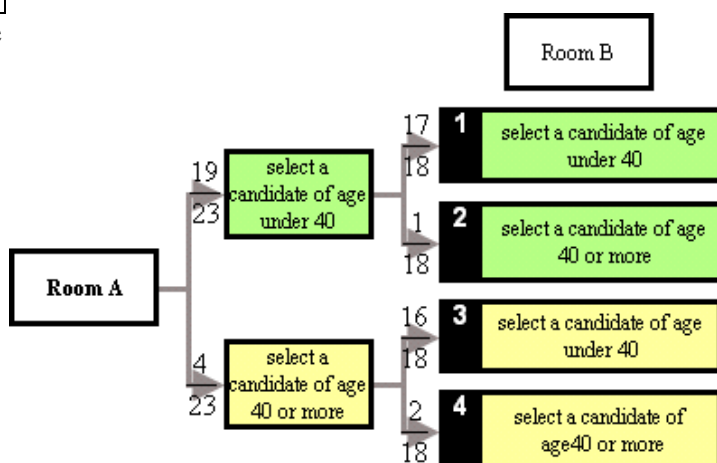 Room B
17
18
1
select a candidate of age
under 40
19
23
select a
candidate of age
under 40
1
18
2
select a candidate of age
40 or more
Room A
16
18
3
select a candidate of age
under 40
4
23
select a
candidate of age
40 or more
2
18
4
select a candidate of
age40 or more